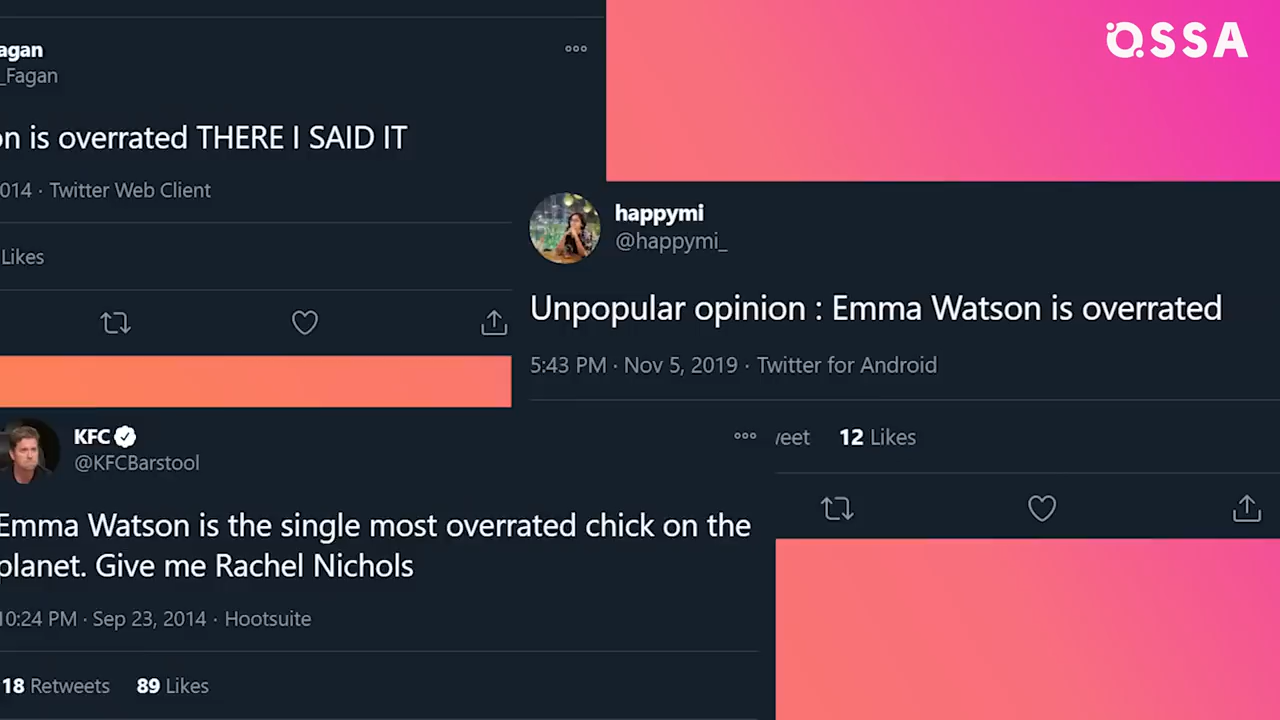 OSSA
agan
_Fagan
on is overrated THERE I SAID IT
014 · Twitter Web Client
Likes
happymi
@happymi_
Unpopular opinion : Emma Watson is overrated
5:43 PM · Nov 5, 2019 · Twitter for Android
weet 12 Likes
KFC
@KFCBarstool
Emma Watson is the single most overrated chick on the
planet. Give me Rachel Nichols
10:24 PM · Sep 23, 2014 · Hootsuite
18 Retweets 89 Likes